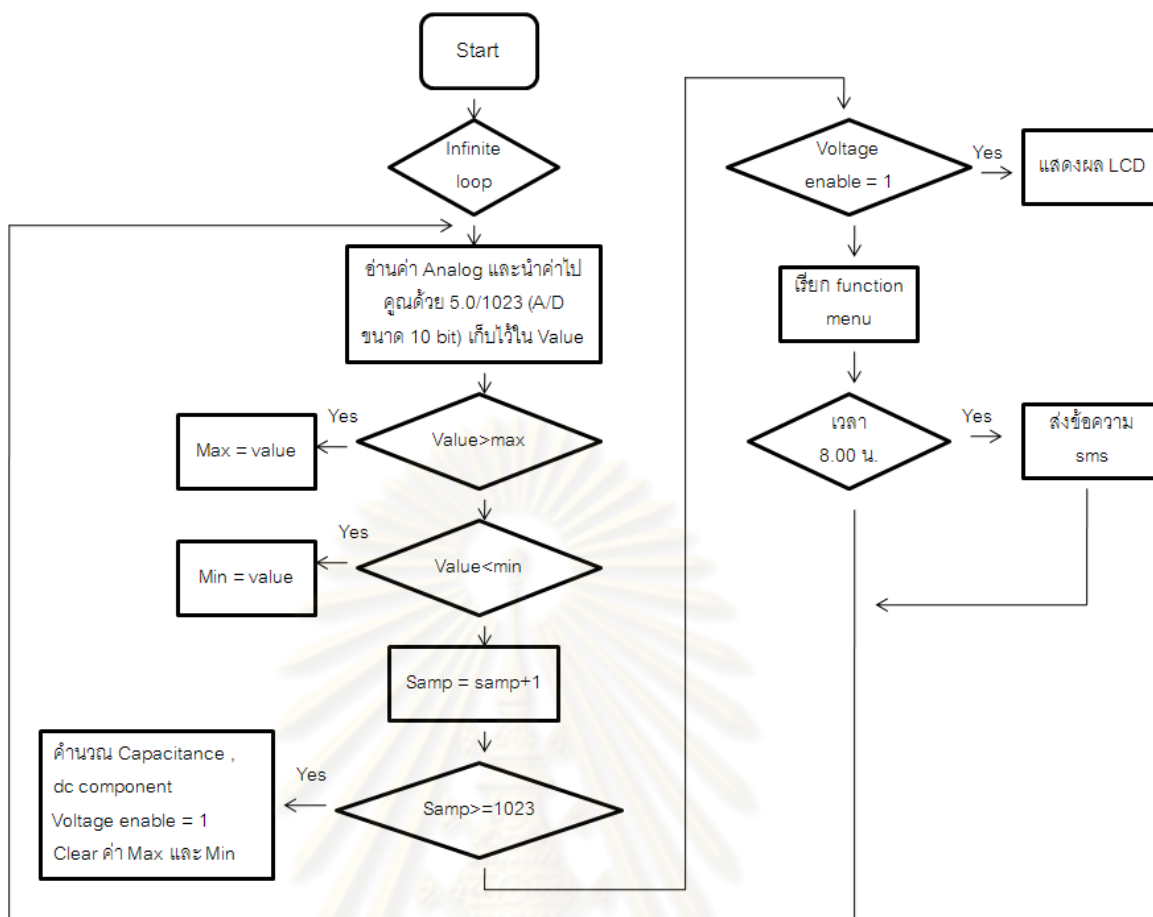 Start
Infinite
loop
อ่านค่า Analog และนำค่าไป
คูณด้วย 5.0/1023 (A/D
ขนาด 10 bit) เก็บไว้ใน Value
Value>max
Yes
Max = value
Value<min
Yes
Min = value
Samp = samp+1
Samp>=1023
Yes
คำนวณ Capacitance ,
dc component
Voltage enable = 1
Clear ค่า Max และ Min
Voltage
enable = 1
Yes
แสดงผล LCD
เรียก function
menu
เวลา
8.00 น.
Yes
ส่งข้อความ
sms